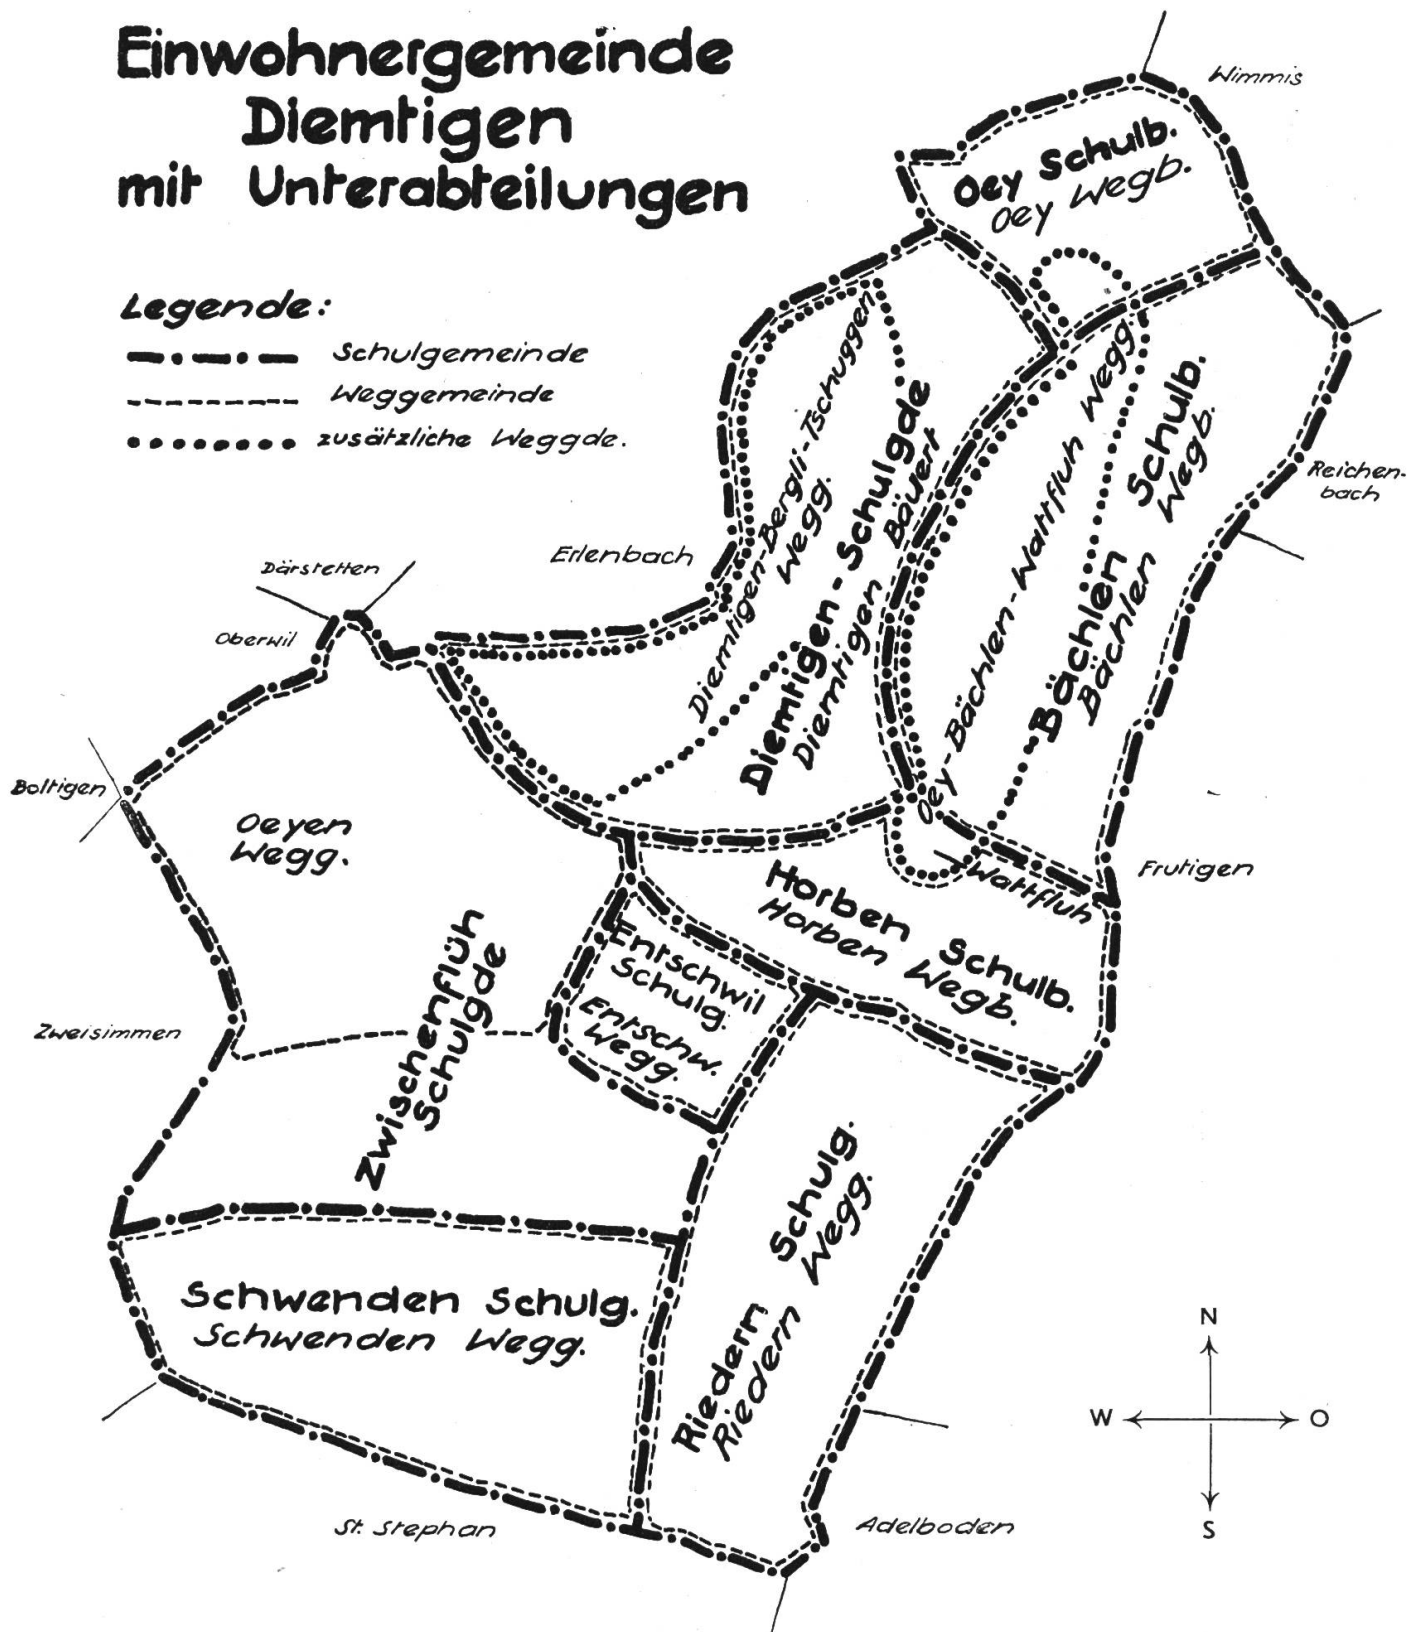 Einwohnergemeinde
Diemtigen
mit Unterabteilungen
Legende:
Schulgemeinde
Weggemeinde
zusätzliche Weggde.
Wimmis
Oey Schulb.
Oey Wegb.
Diemtigen-Bergli-Tschuggen
Wegg.
Diemtigen-Schulgde
Diemtigen Bäuert
Oey-Bächlen-Wattfluh Wegg.
Bächlen Schulb.
Bächlen Wegb.
Reichen-
bach
Erlenbach
Därstetten
Oberwil
Boltigen
Oeyen
Wegg.
Wattfluh
Frutigen
Horben Schulb.
Horben Wegb.
Entschwil
Schulg.
Entschw.
Wegg.
Zwischenflüh
Schulgde
Zweisimmen
Riedern Schulg.
Riedern Wegg.
Schwenden Schulg.
Schwenden Wegg.
St. Stephan
Adelboden
N
W O
S